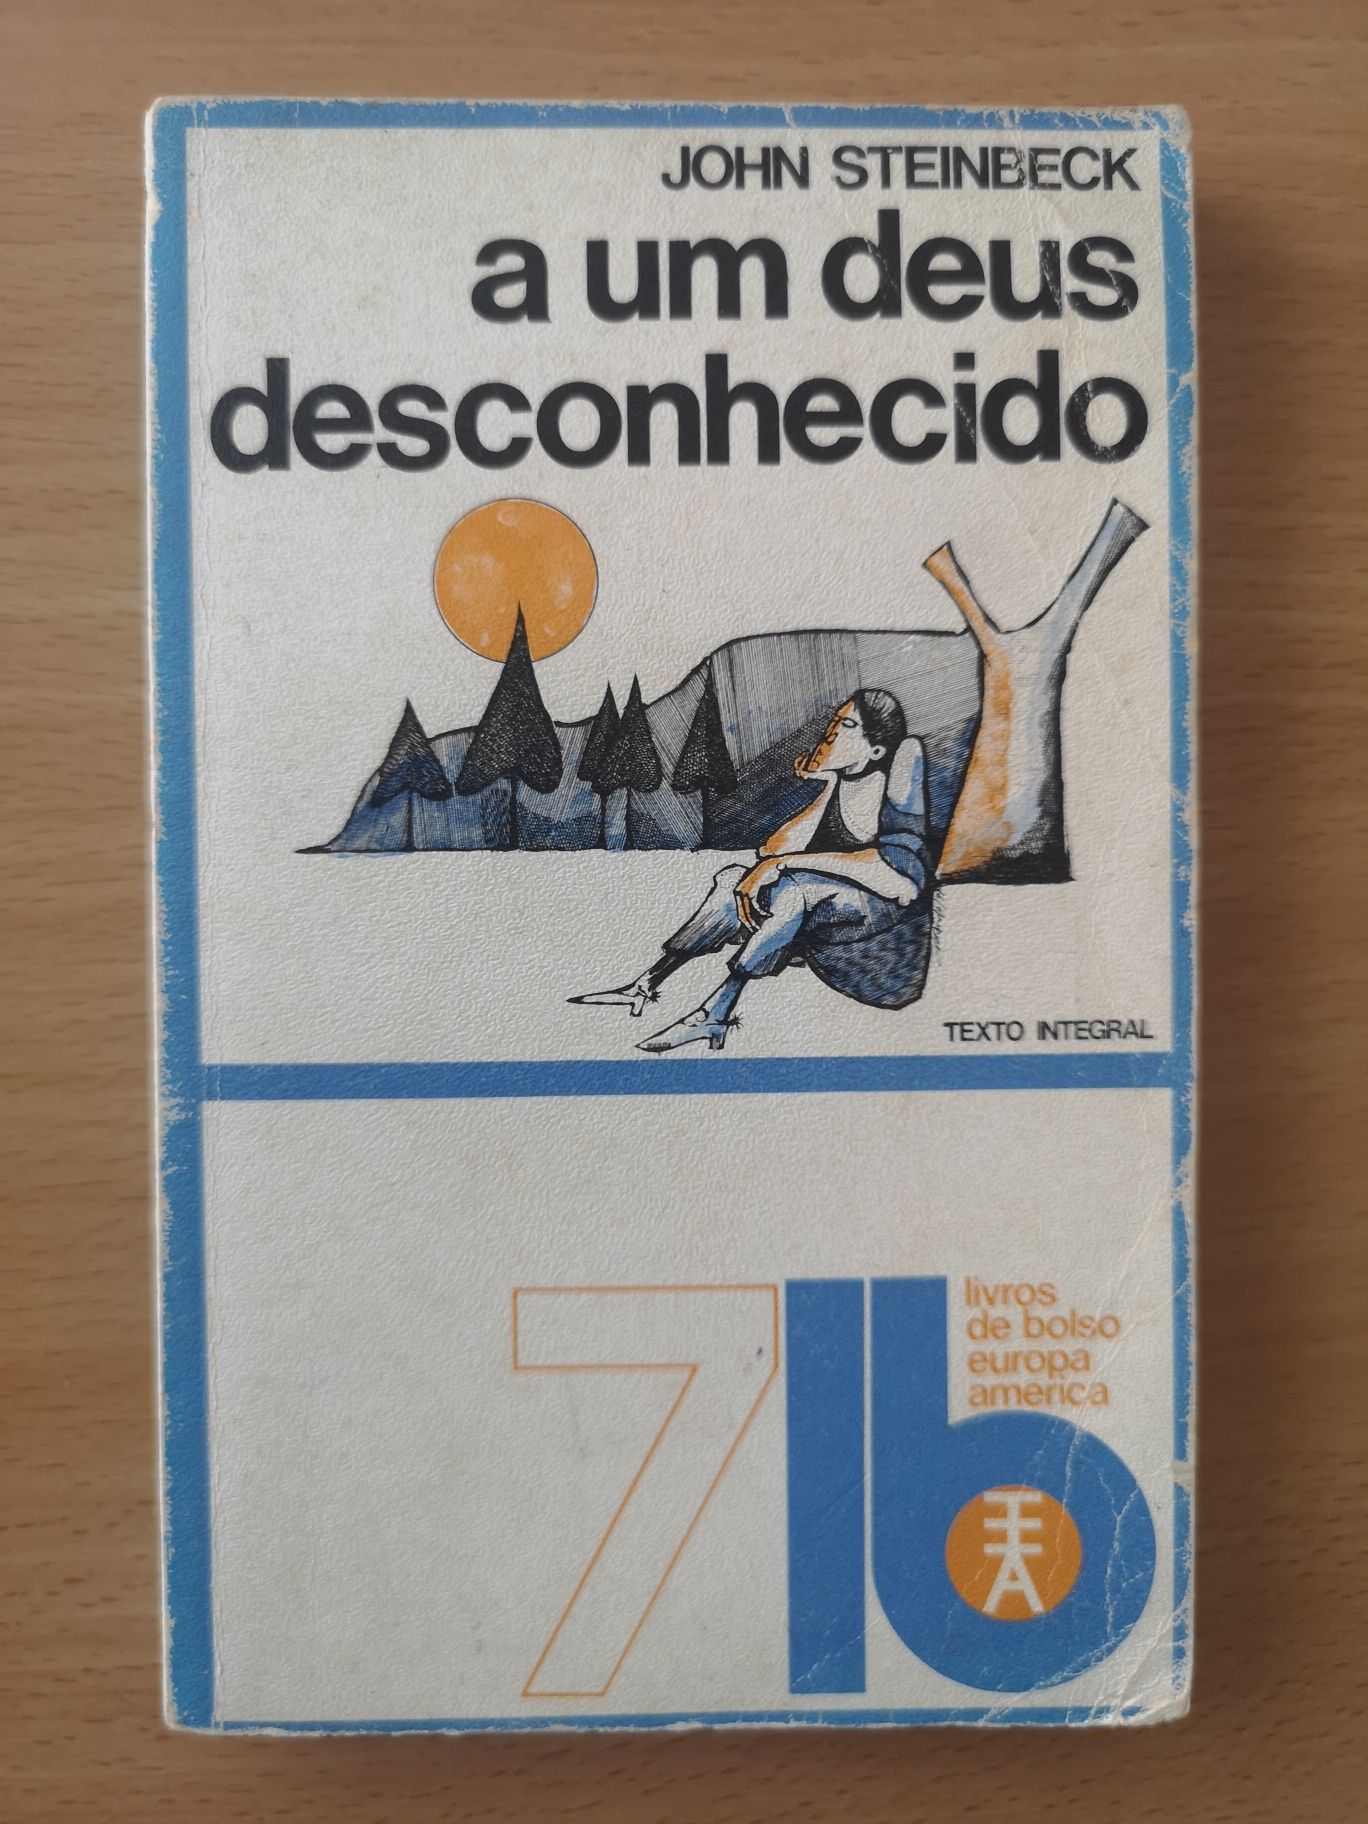 JOHN STEINBECK
a um deus
desconhecido
TEXTO INTEGRAL
7 lb
livros
de bolso
europa
america